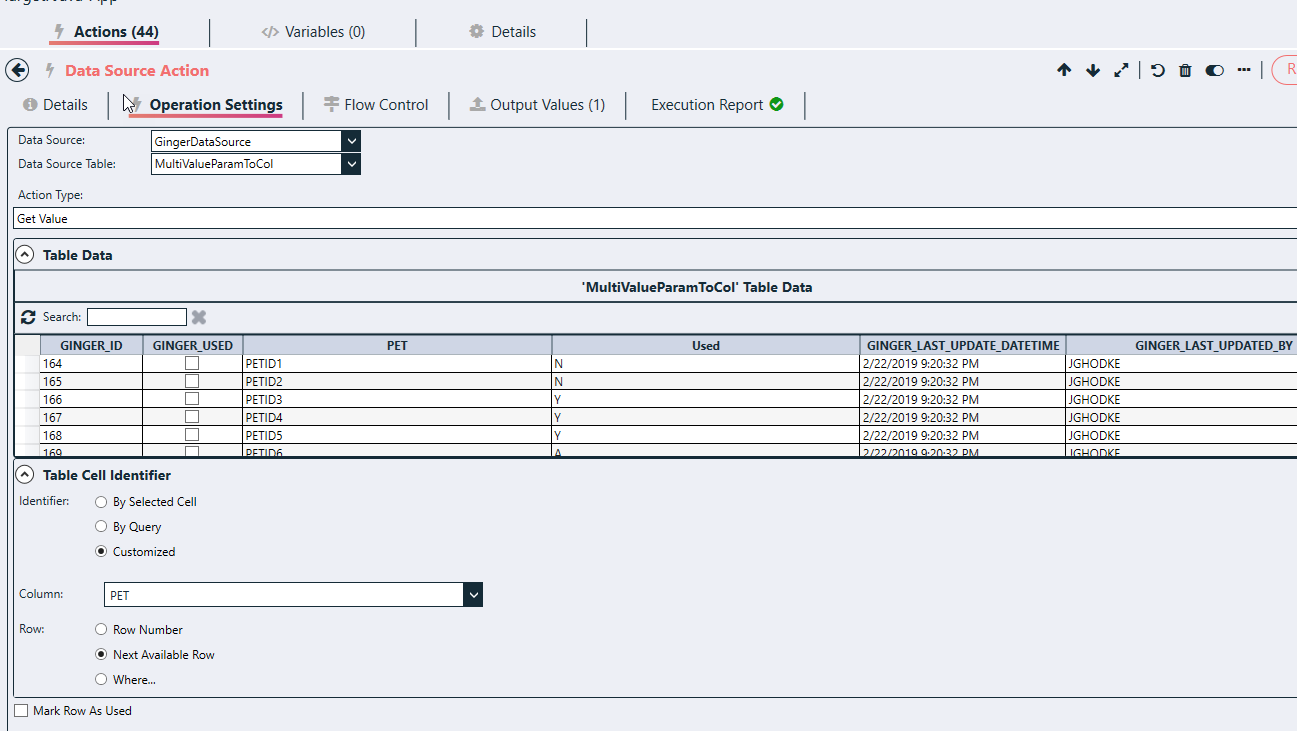 Actions (44)
Variables (0)
Details
Data Source Action
Details
Operation Settings
Flow Control
Output Values (1)
Execution Report
Data Source:
GingerDataSource
Data Source Table:
MultiValueParamToCol
Action Type:
Get Value
Table Data
'MultiValueParamToCol' Table Data
Search:
GINGER_ID GINGER_USED PET Used GINGER_LAST_UPDATE_DATETIME GINGER_LAST_UPDATED_BY
164 PETID1 N 2/22/2019 9:20:32 PM JGHODKE
165 PETID2 N 2/22/2019 9:20:32 PM JGHODKE
166 PETID3 Y 2/22/2019 9:20:32 PM JGHODKE
167 PETID4 Y 2/22/2019 9:20:32 PM JGHODKE
168 PETID5 Y 2/22/2019 9:20:32 PM JGHODKE
169 PETID6 A 2/22/2019 9:20:32 PM JGHODKE
Table Cell Identifier
Identifier:
By Selected Cell
By Query
Customized
Column:
PET
Row:
Row Number
Next Available Row
Where...
Mark Row As Used